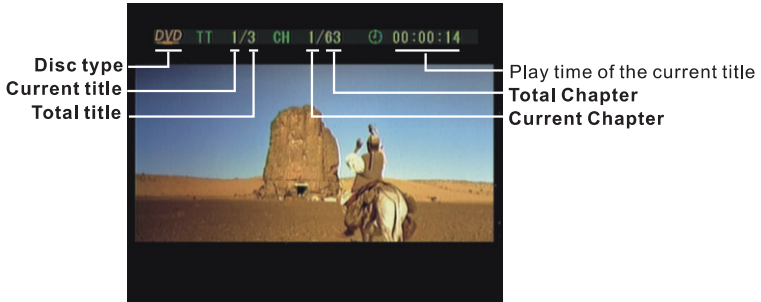 DVD TT 1/3 CH 1/63 00:00:14
Disc type
Current title
Total title
Play time of the current title
Total Chapter
Current Chapter